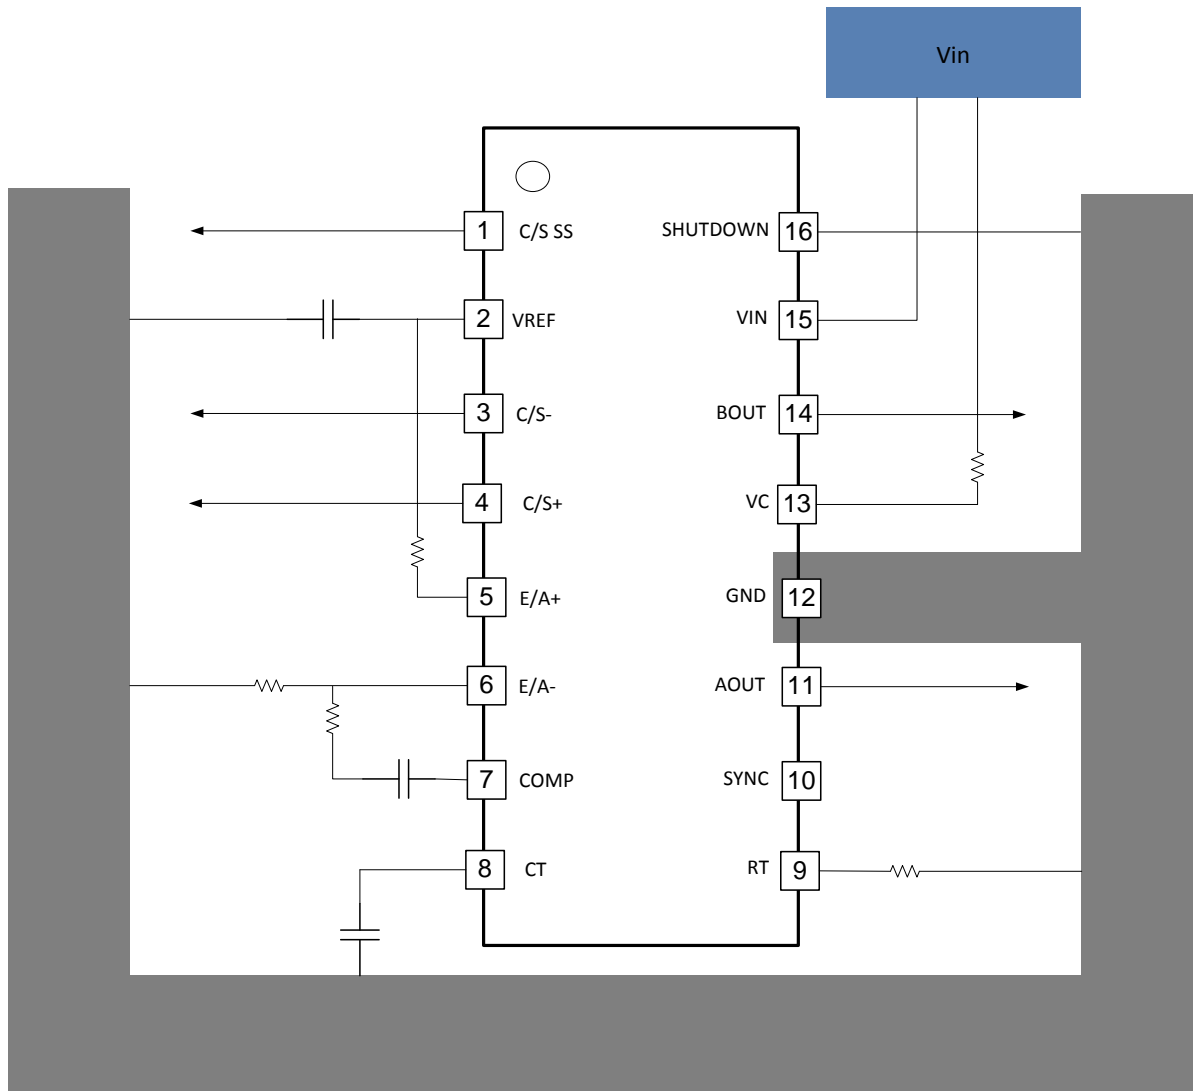 Vin
1 C/S SS
SHUTDOWN 16
2 VREF
VIN 15
3 C/S-
BOUT 14
4 C/S+
VC 13
5 E/A+
GND 12
6 E/A-
AOUT 11
7 COMP
SYNC 10
8 CT
RT 9